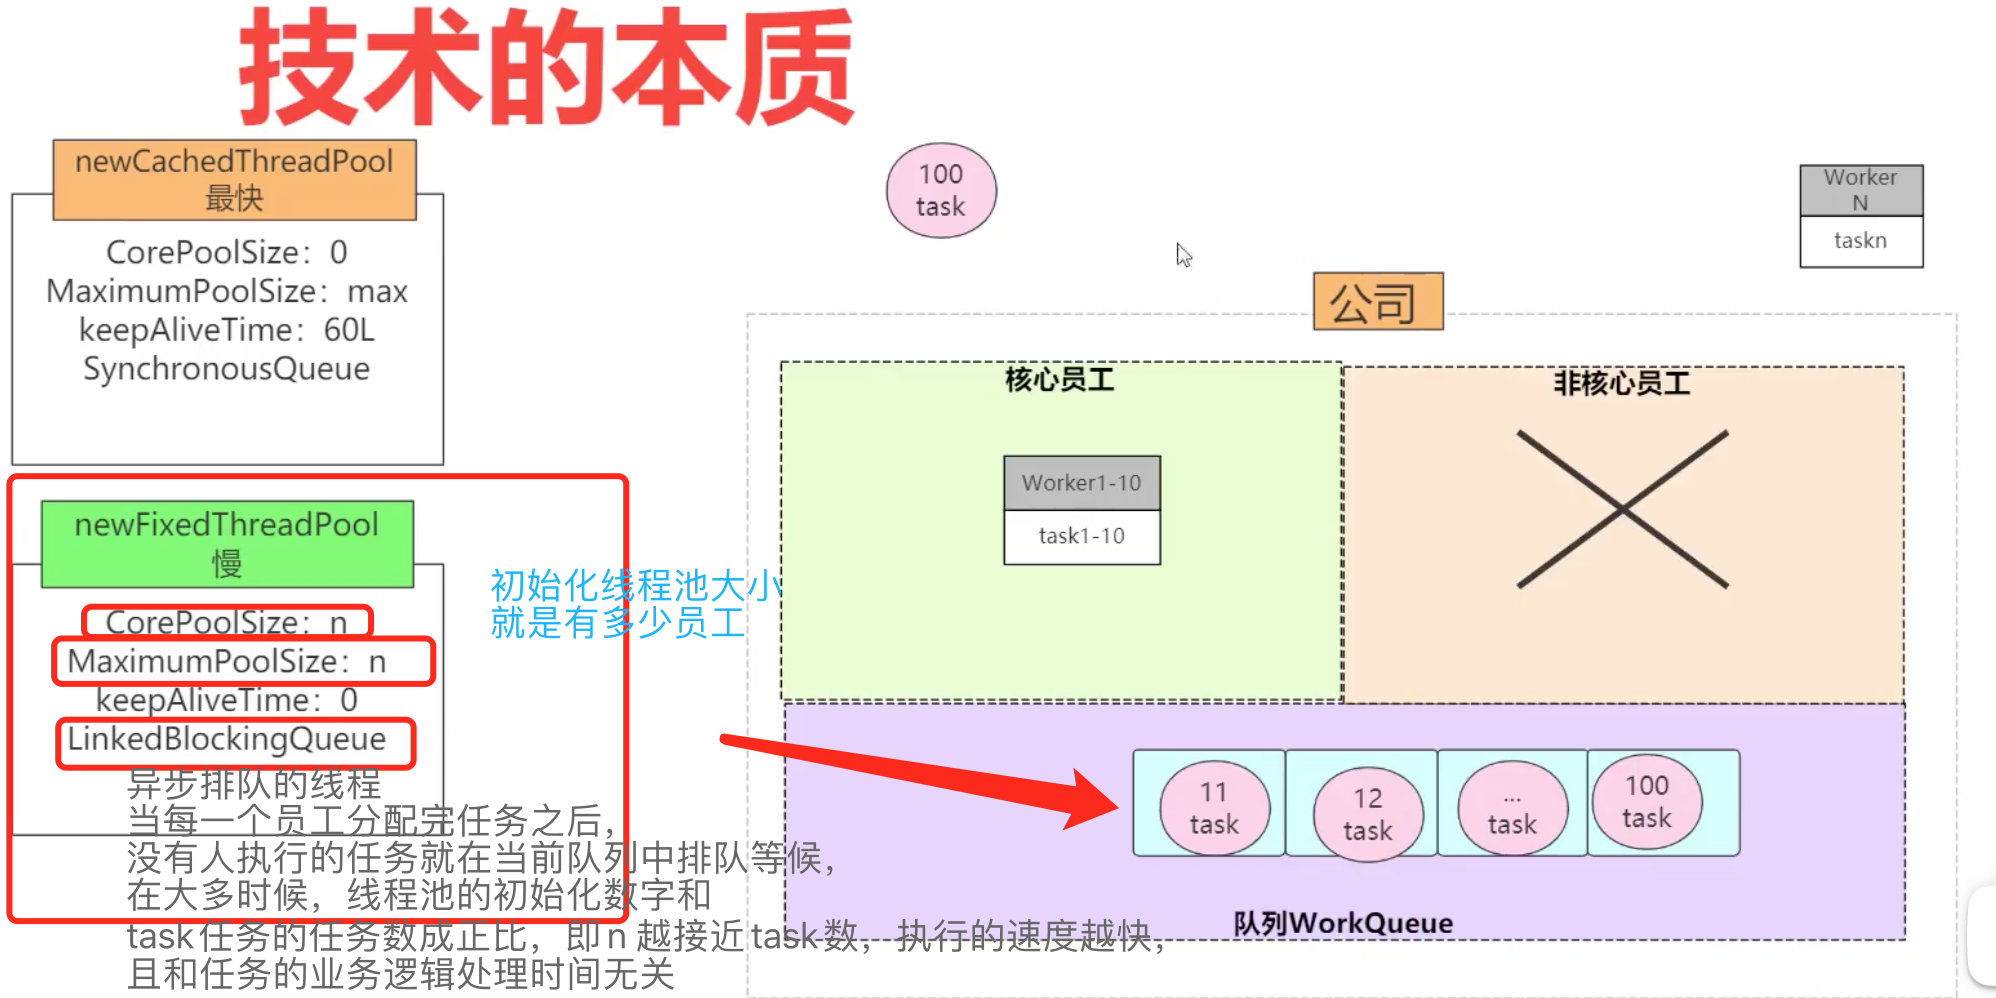 技术的本质
newCachedThreadPool
最快
CorePoolSize：0
MaximumPoolSize：max
keepAliveTime：60L
SynchronousQueue
newFixedThreadPool
慢
CorePoolSize：n
MaximumPoolSize：n
keepAliveTime：0
LinkedBlockingQueue
异步排队的线程
当每一个员工分配完任务之后，
没有人执行的任务就在当前队列中排队等候，
在大多时候，线程池的初始化数字和
task任务的任务数成正比，即n 越接近task数，执行的速度越快，
且和任务的业务逻辑处理时间无关
初始化线程池大小
就是有多少员工
100
task
Worker
N
taskn
公司
核心员工
Worker1-10
task1-10
非核心员工
11
task
12
task
...
task
100
task
队列WorkQueue